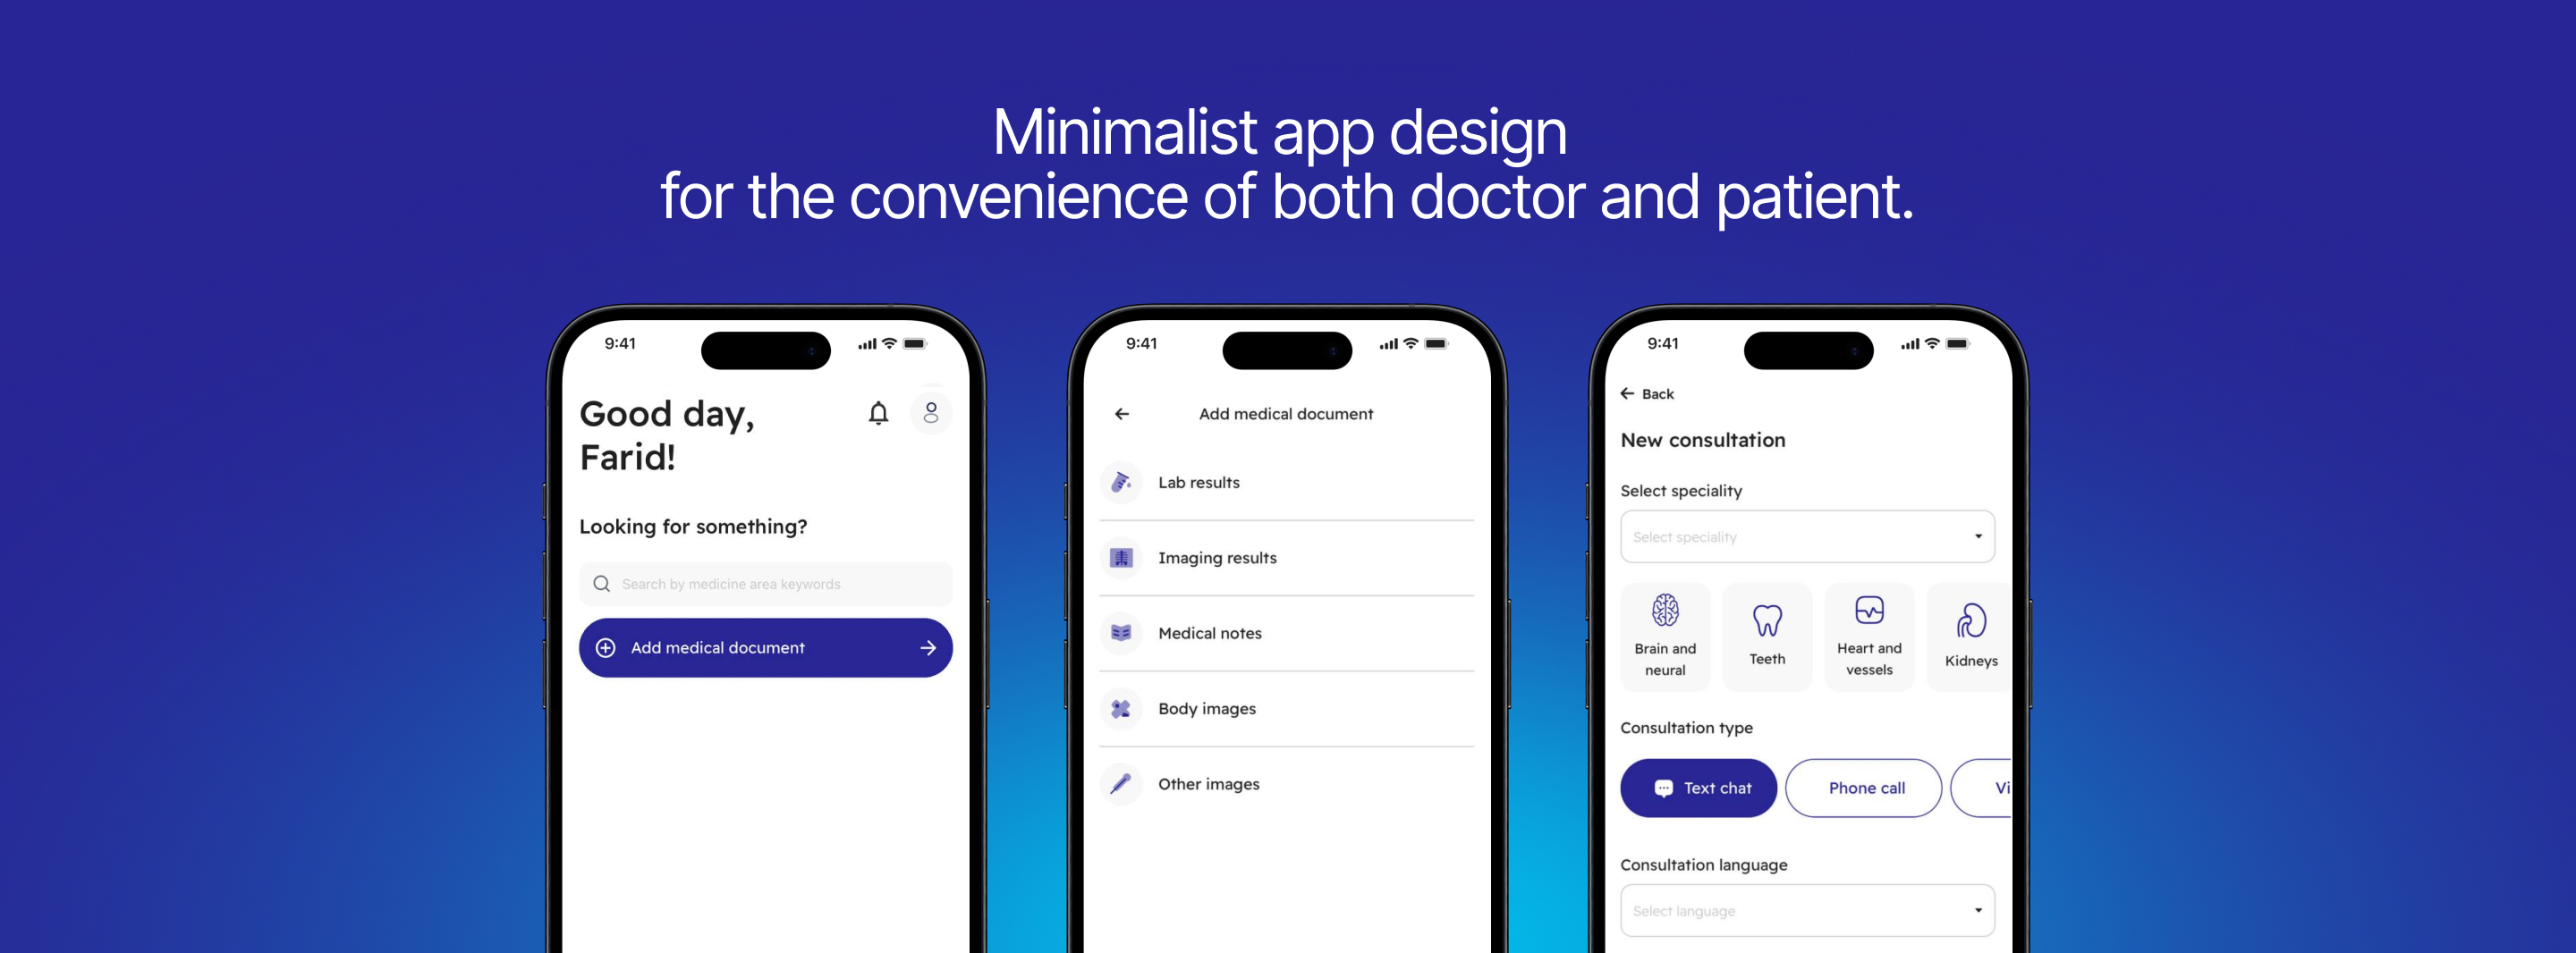 Minimalist app design
for the convenience of both doctor and patient.
9:41
Good day,
Farid!
Looking for something?
Search by medicine area keywords
Add medical document
9:41
Add medical document
Lab results
Imaging results
Medical notes
Body images
Other images
9:41
Back
New consultation
Select speciality
Select speciality
Brain and
neural
Teeth
Heart and
vessels
Kidneys
Consultation type
Text chat
Phone call
Vi
Consultation language
Select language